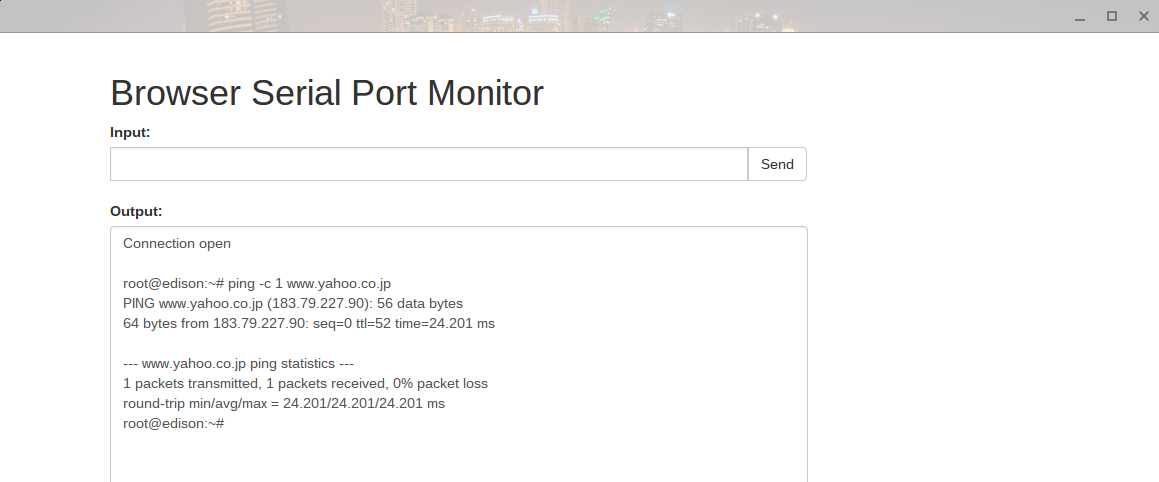 Browser Serial Port Monitor
Input:
Send
Output:
Connection open
root@edison:~# ping -c 1 www.yahoo.co.jp
PING www.yahoo.co.jp (183.79.227.90): 56 data bytes
64 bytes from 183.79.227.90: seq=0 ttl=52 time=24.201 ms
--- www.yahoo.co.jp ping statistics ---
1 packets transmitted, 1 packets received, 0% packet loss
round-trip min/avg/max = 24.201/24.201/24.201 ms
root@edison:~#